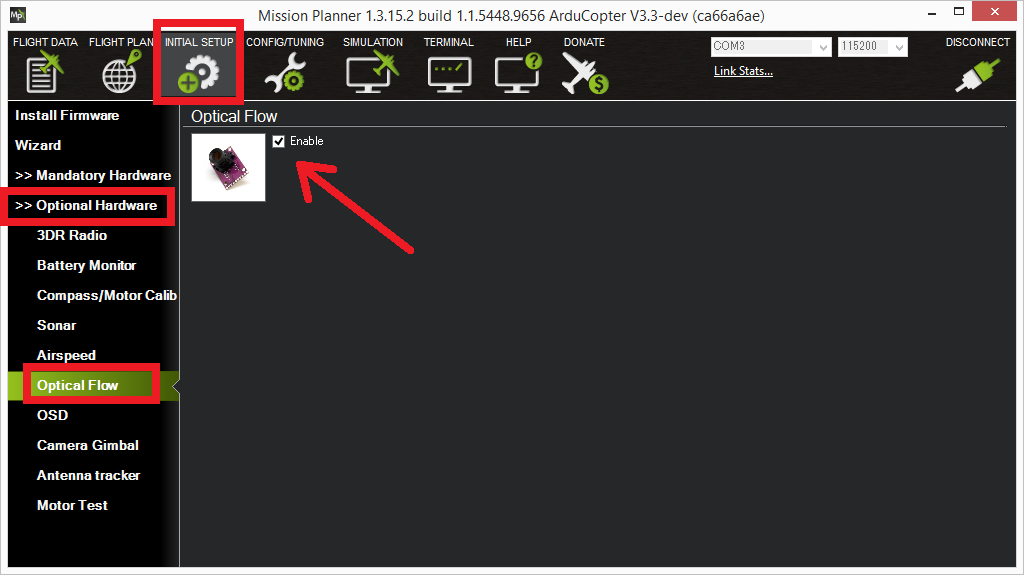 Mp
Mission Planner 1.3.15.2 build 1.1.5448.9656 ArduCopter V3.3-dev (ca66a6ae)
FLIGHT DATA
FLIGHT PLAN
INITIAL SETUP
CONFIG/TUNING
SIMULATION
TERMINAL
HELP
DONATE
COM3
115200
DISCONNECT
Link Stats...
Install Firmware
Wizard
>> Mandatory Hardware
>> Optional Hardware
3DR Radio
Battery Monitor
Compass/Motor Calib
Sonar
Airspeed
Optical Flow
OSD
Camera Gimbal
Antenna tracker
Motor Test
Optical Flow
Enable